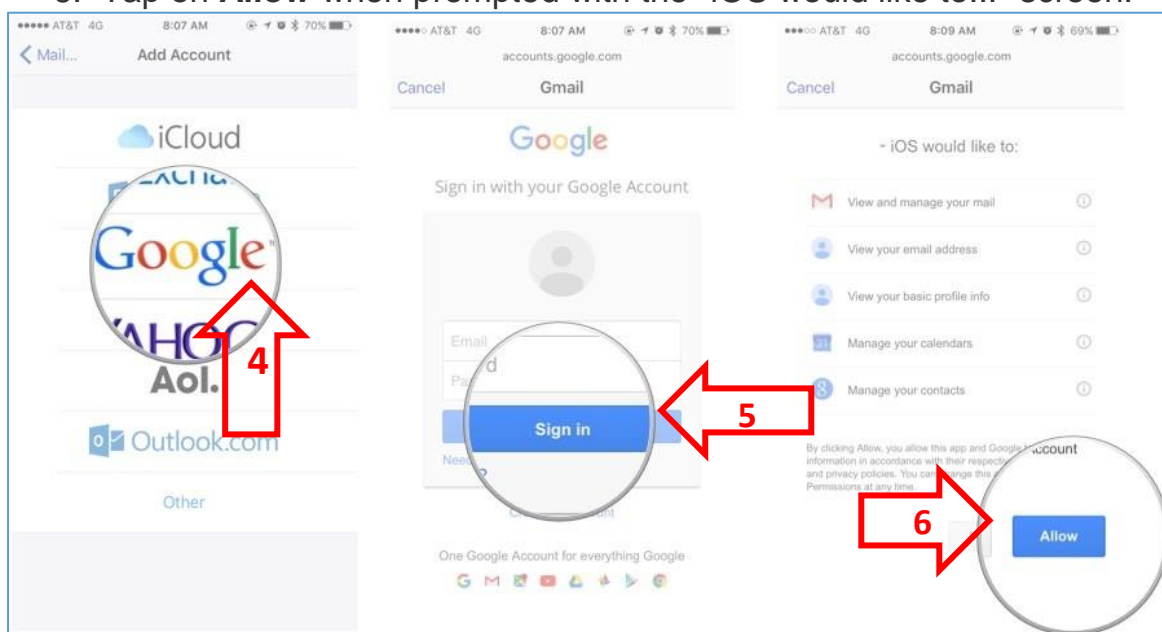 6. Tap on Allow when prompted with the "iOS would like to..." screen.
AT&T 4G 8:07 AM 70%
Mail... Add Account
iCloud
Google
Aol.
Outlook.com
Other
4
AT&T 4G 8:07 AM 70%
accounts.google.com
Cancel Gmail
Google
Sign in with your Google Account
Email
Sign in
One Google Account for everything Google
5
AT&T 4G 8:09 AM 69%
accounts.google.com
Cancel Gmail
- iOS would like to:
View and manage your mail
View your email address
View your basic profile info
31 Manage your calendars
Manage your contacts
By clicking Allow, you allow this app and Google
information in accordance with their
and privacy policies. You can change this
Permissions at any time.
Allow
6